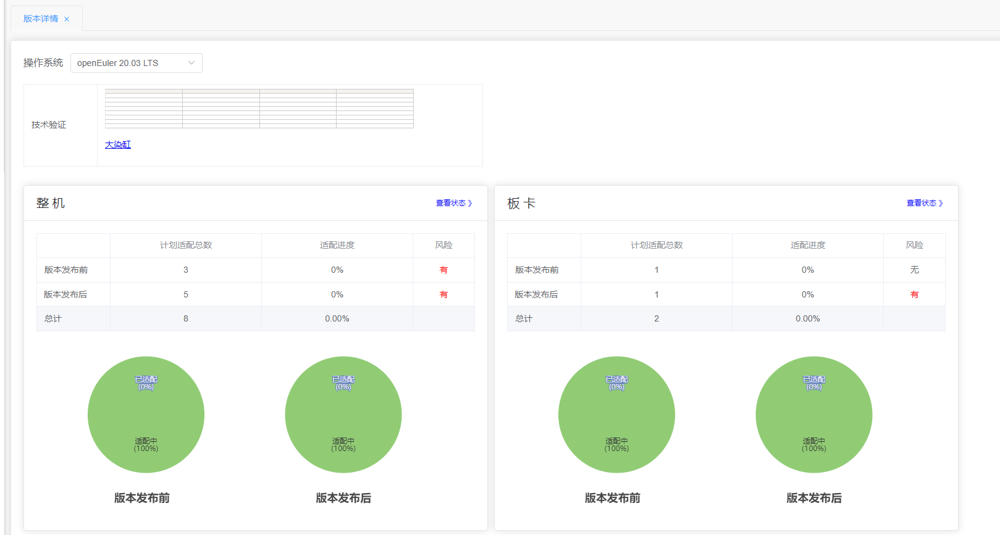 版本详情 ×
操作系统 openEuler 20.03 LTS
技术验证
大染缸
整 机 查看状态 》
计划适配总数 适配进度 风险
版本发布前 3 0% 有
版本发布后 5 0% 有
总计 8 0.00%
已适配
(0%)
适配中
(100%)
版本发布前
已适配
(0%)
适配中
(100%)
版本发布后
板 卡 查看状态 》
计划适配总数 适配进度 风险
版本发布前 1 0% 无
版本发布后 1 0% 有
总计 2 0.00%
已适配
(0%)
适配中
(100%)
版本发布前
已适配
(0%)
适配中
(100%)
版本发布后